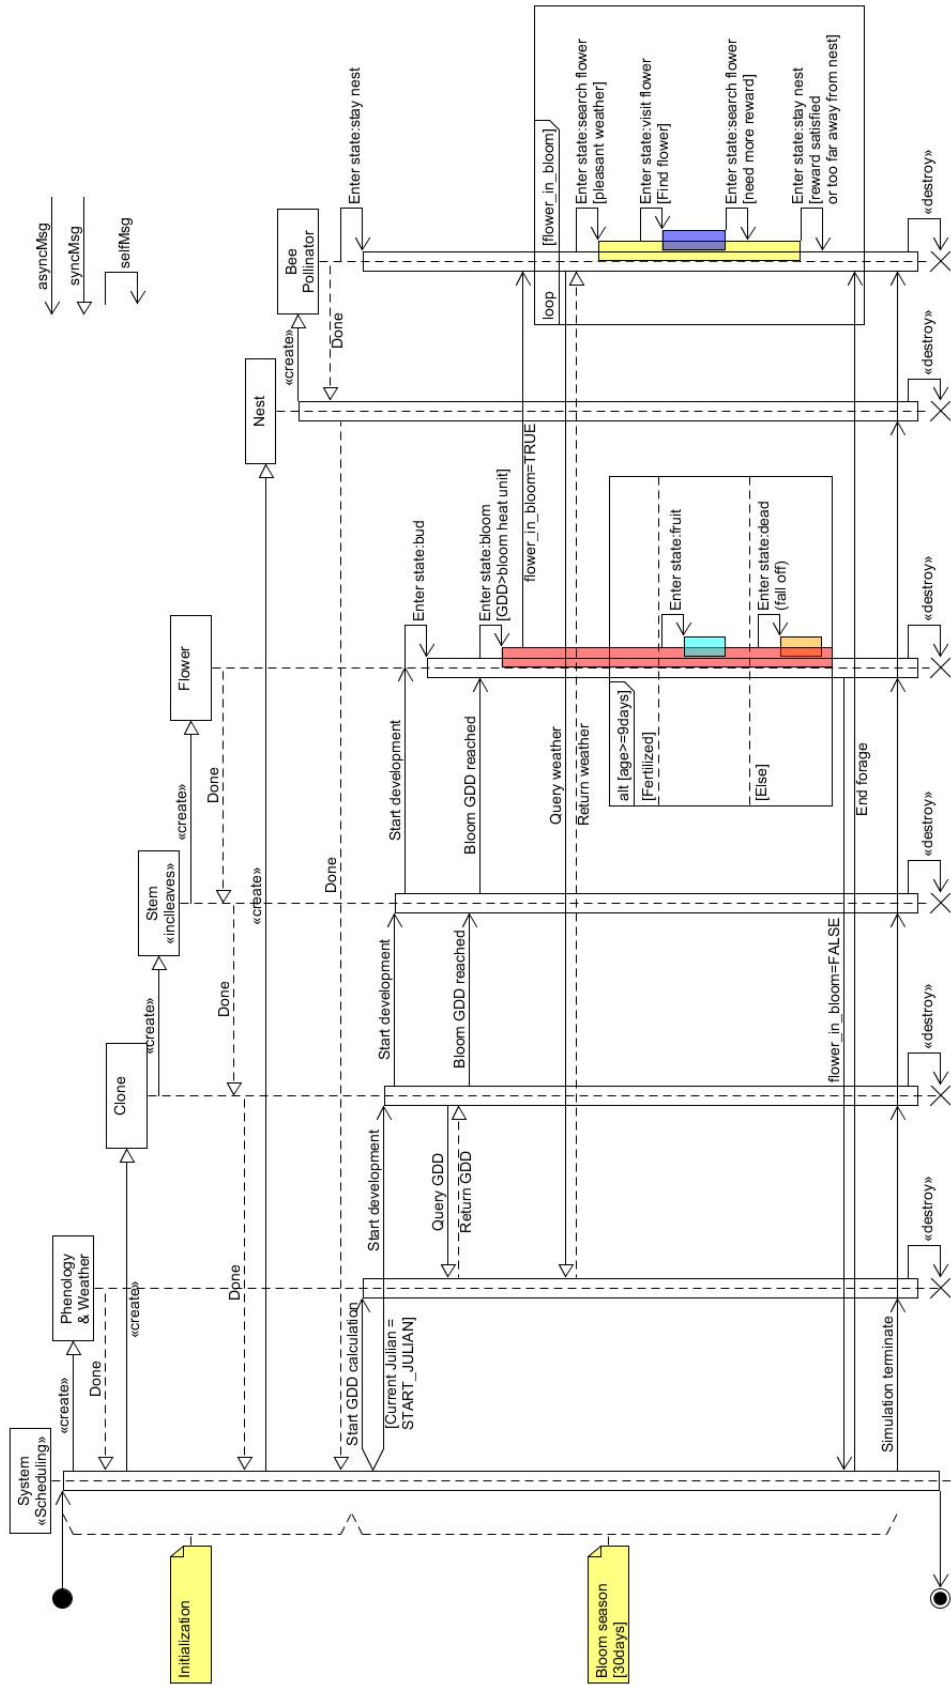 System
«Scheduling»
Phenology
& Weather
Clone
Stem
«inclleaves»
Flower
Nest
Bee
Pollinator
asyncMsg
syncMsg
selfMsg
Initialization
Bloom season
[30days]
«create»
Done
«create»
«create»
«create»
Done
Done
Done
«create»
«create»
Done
Done
Enter state:stay nest
Start GDD calculation
[Current Julian =
START_JULIAN]
Start development
Start development
Start development
Enter state:bud
Query GDD
Return GDD
Bloom GDD reached
Bloom GDD reached
Enter state:bloom
[GDD>bloom heat unit]
flower_in_bloom=TRUE
loop
[flower_in_bloom]
Query weather
Return weather
Enter state:search flower
[pleasant weather]
Enter state:visit flower
[Find flower]
Enter state:search flower
[need more reward]
Enter state:stay nest
[reward satisfied
or too far away from nest]
alt [age>=9days]
[Fertilized]
Enter state:fruit
[Else]
Enter state:dead
(fall off)
flower_in_bloom=FALSE
End forage
Simulation terminate
«destroy»
«destroy»
«destroy»
«destroy»
«destroy»
«destroy»